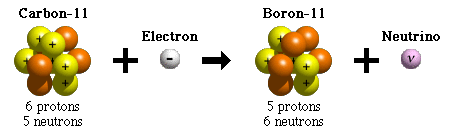 Carbon-11
Boron-11
Electron
Neutrino
+ + + +
-
+ + +
ν
6 protons
5 neutrons
5 protons
6 neutrons